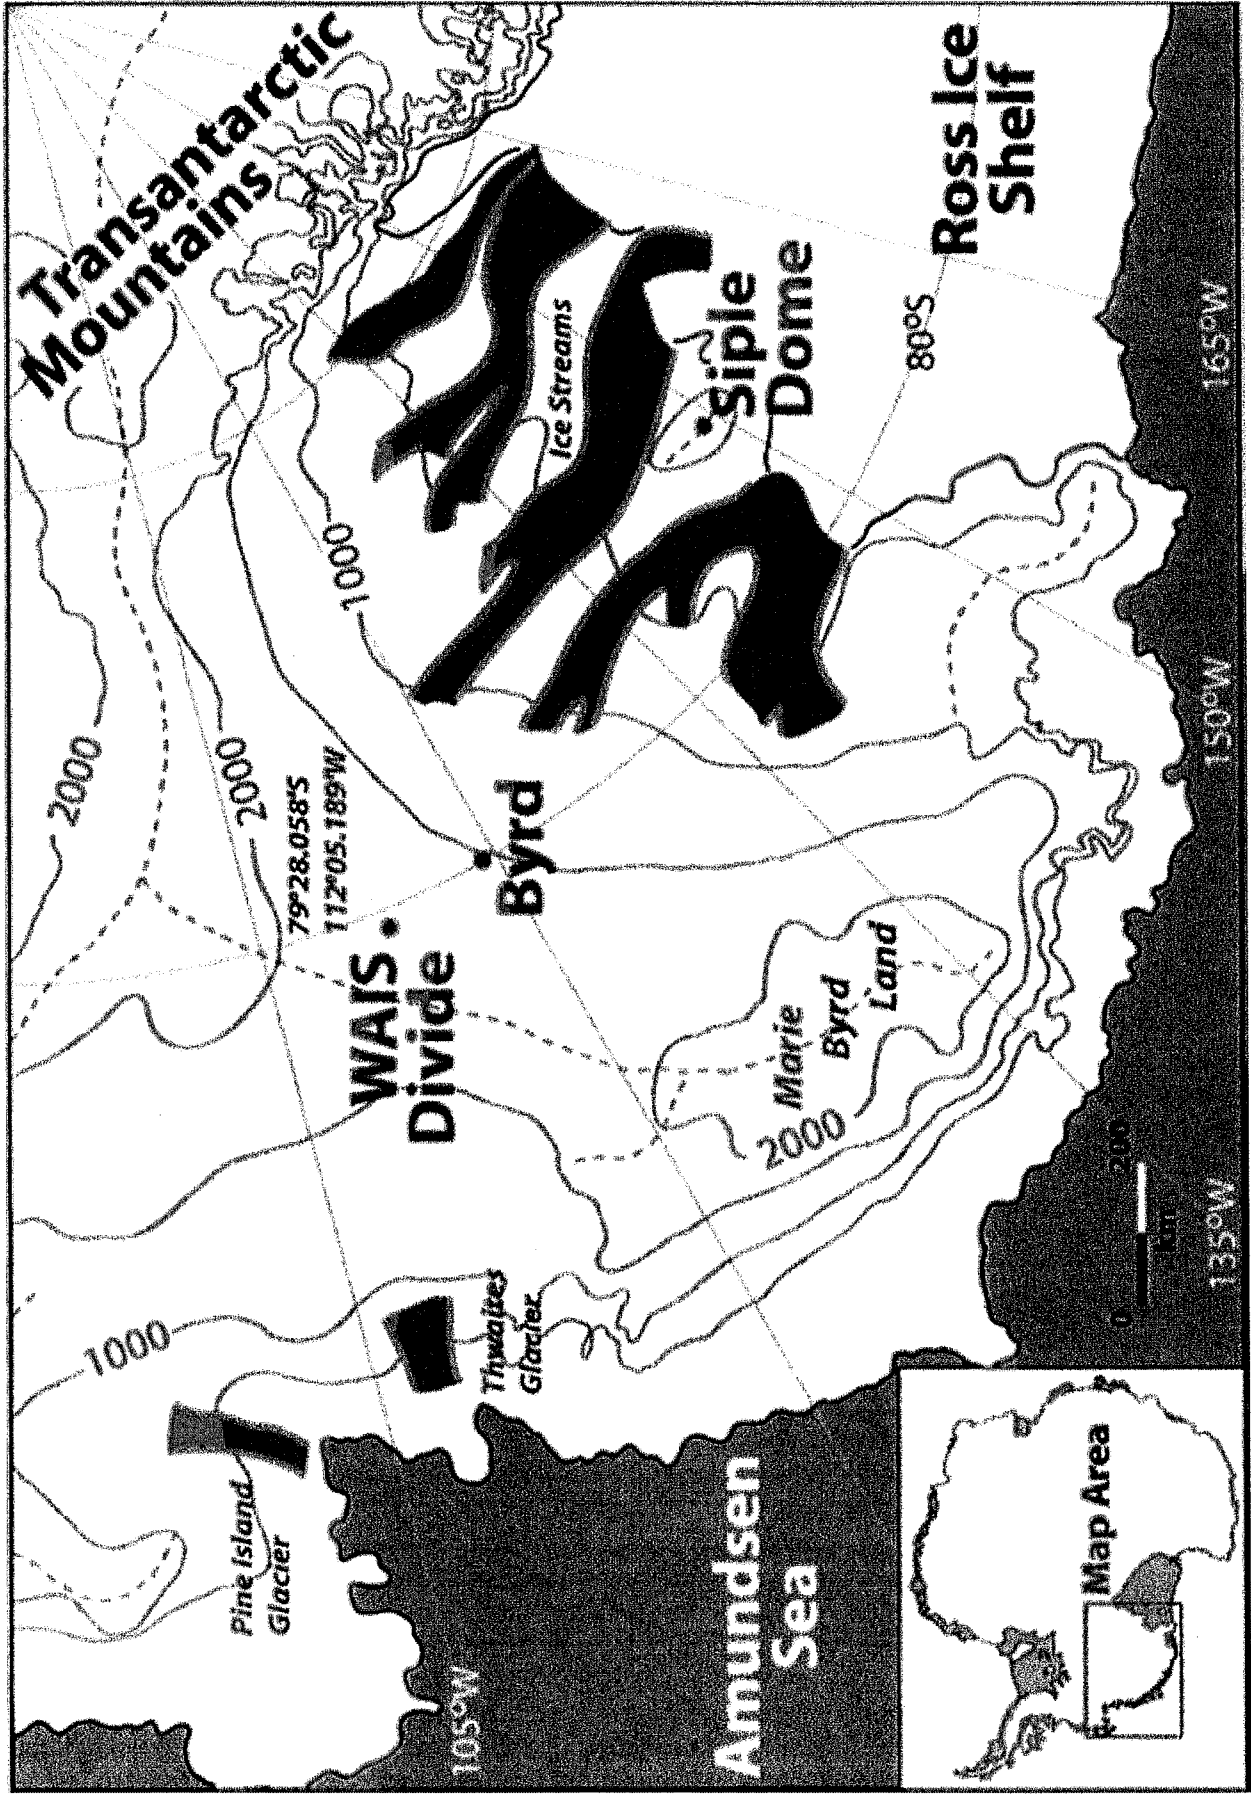 Transantarctic
Mountains
2000
1000
Pine Island
Glacier
2000
79°28.058'S
112°05.189'W
1000
WAIS
Divide
Byrd
Thwaites
Glacier
Ice Streams
Siple
Dome
Marie
Byrd
Land
2000
80°S
Ross Ice
Shelf
105°W
Amundsen
Sea
Map Area
0
200
km
135°W
150°W
165°W